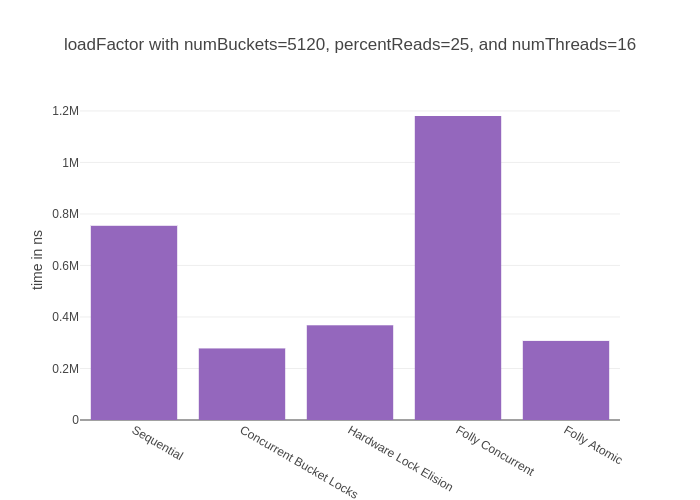 loadFactor with numBuckets=5120, percentReads=25, and numThreads=16
1.2M
1M
0.8M
0.6M
0.4M
0.2M
0
time in ns
Sequential
Concurrent Bucket Locks
Hardware Lock Elision
Folly Concurrent
Folly Atomic